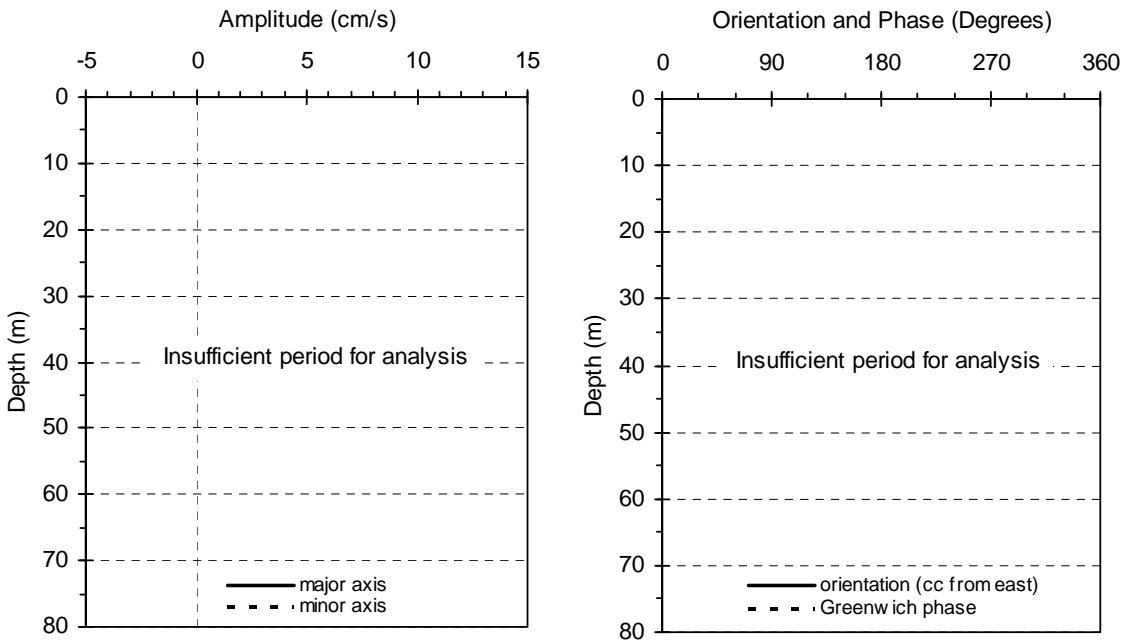 Amplitude (cm/s)
-5 0 5 10 15
0
10
20
30
40
50
60
70
80
Depth (m)
Insufficient period for analysis
major axis
minor axis
Orientation and Phase (Degrees)
0 90 180 270 360
0
10
20
30
40
50
60
70
80
Depth (m)
Insufficient period for analysis
orientation (cc from east)
Greenwich phase